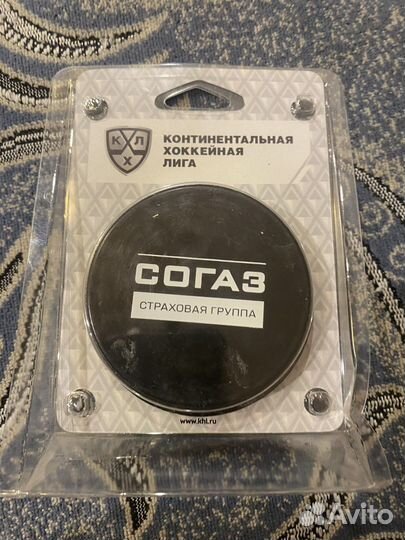 КХЛ
КОНТИНЕНТАЛЬНАЯ
ХОККЕЙНАЯ
ЛИГА
СОГАЗ
СТРАХОВАЯ ГРУППА
www.khl.ru
Avito